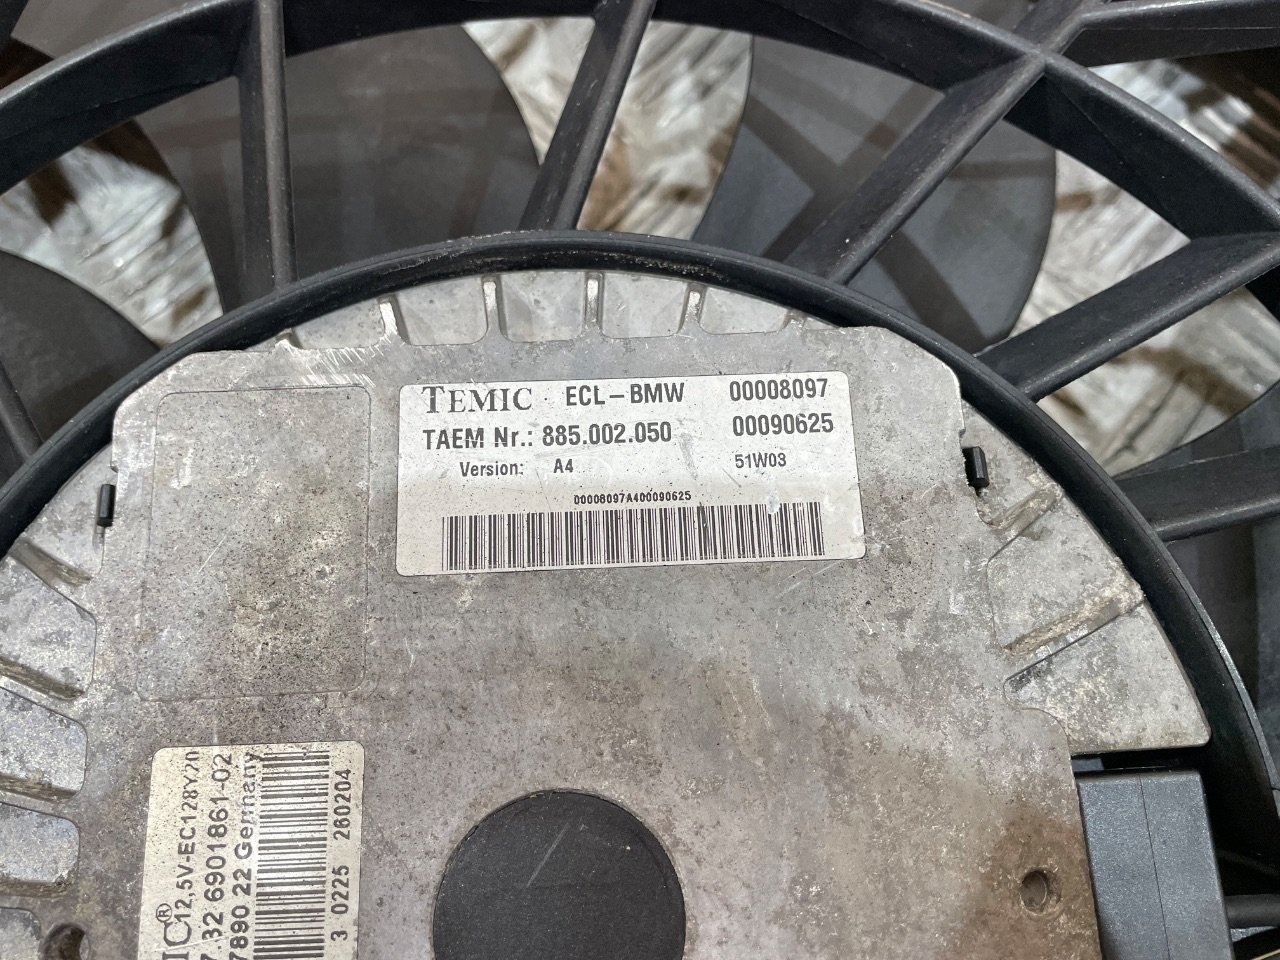 TEMIC ECL-BMW 00008097
TAEM Nr.: 885.002.050 00090625
Version: A4 51W03
00008097A400090625
C® 12,5V-EC128Y20
7.32 6901861-02
7890 22 Germany
3 0225 260204